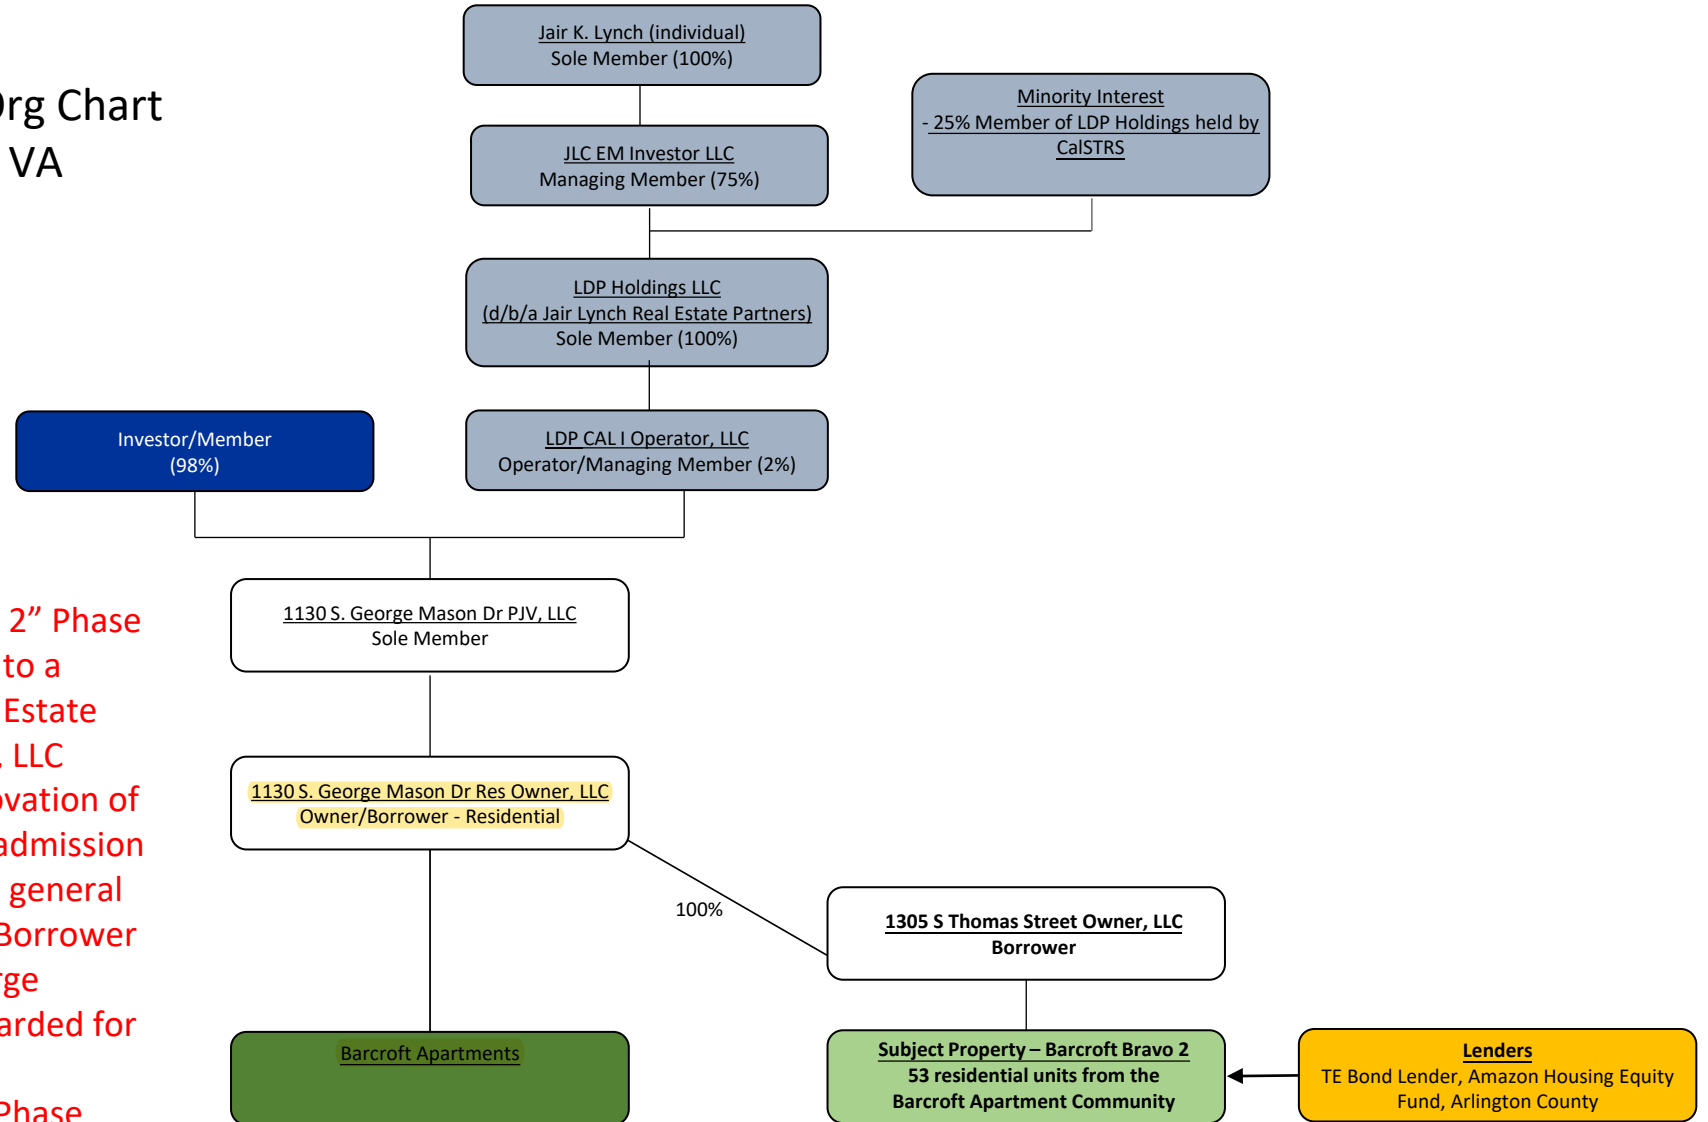 Jair K. Lynch (individual)
Sole Member (100%)
Org Chart
VA
Minority Interest
- 25% Member of LDP Holdings held by
CalSTRS
JLC EM Investor LLC
Managing Member (75%)
LDP Holdings LLC
(d/b/a Jair Lynch Real Estate Partners)
Sole Member (100%)
Investor/Member
(98%)
LDP CAL I Operator, LLC
Operator/Managing Member (2%)
1130 S. George Mason Dr PJV, LLC
Sole Member
2” Phase
to a
Estate
, LLC
ovation of
admission
general
Borrower
rge
arded for
Phase
1130 S. George Mason Dr Res Owner, LLC
Owner/Borrower - Residential
100%
1305 S Thomas Street Owner, LLC
Borrower
Barcroft Apartments
Subject Property – Barcroft Bravo 2
53 residential units from the
Barcroft Apartment Community
Lenders
TE Bond Lender, Amazon Housing Equity
Fund, Arlington County